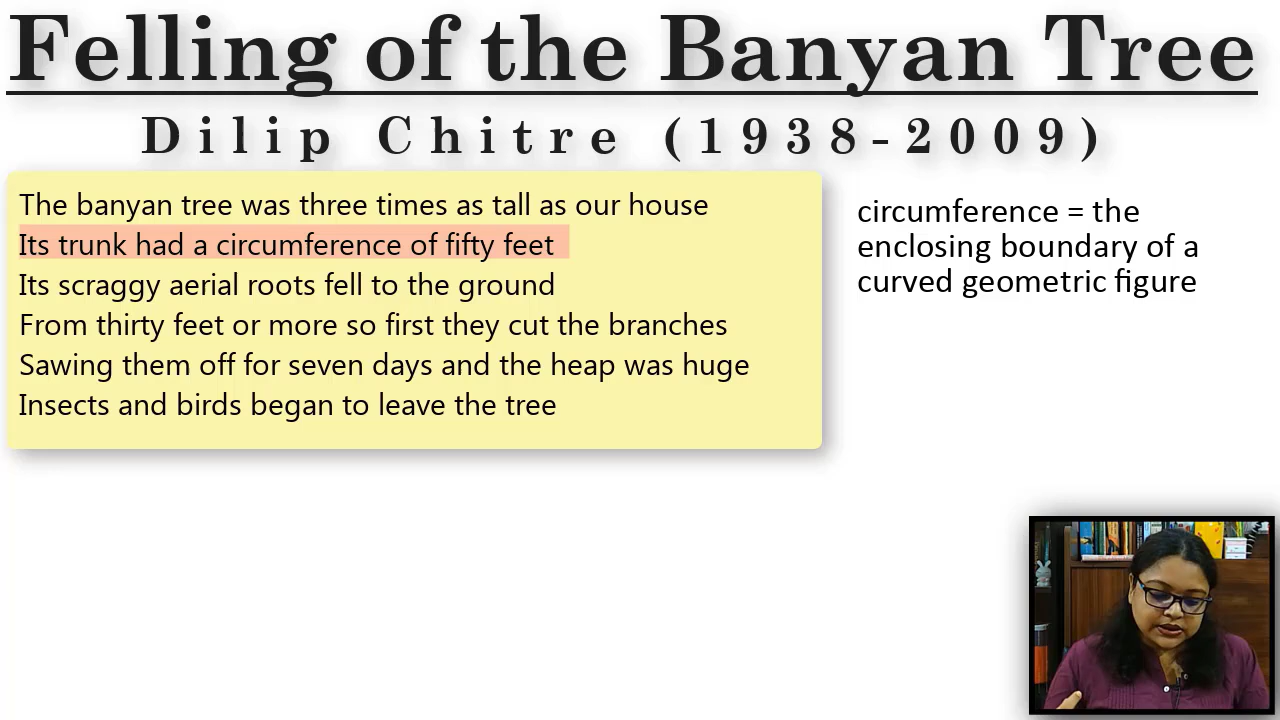 Felling of the Banyan Tree
Dilip Chitre (1938-2009)
The banyan tree was three times as tall as our house
Its trunk had a circumference of fifty feet
Its scraggy aerial roots fell to the ground
From thirty feet or more so first they cut the branches
Sawing them off for seven days and the heap was huge
Insects and birds began to leave the tree
circumference = the
enclosing boundary of a
curved geometric figure